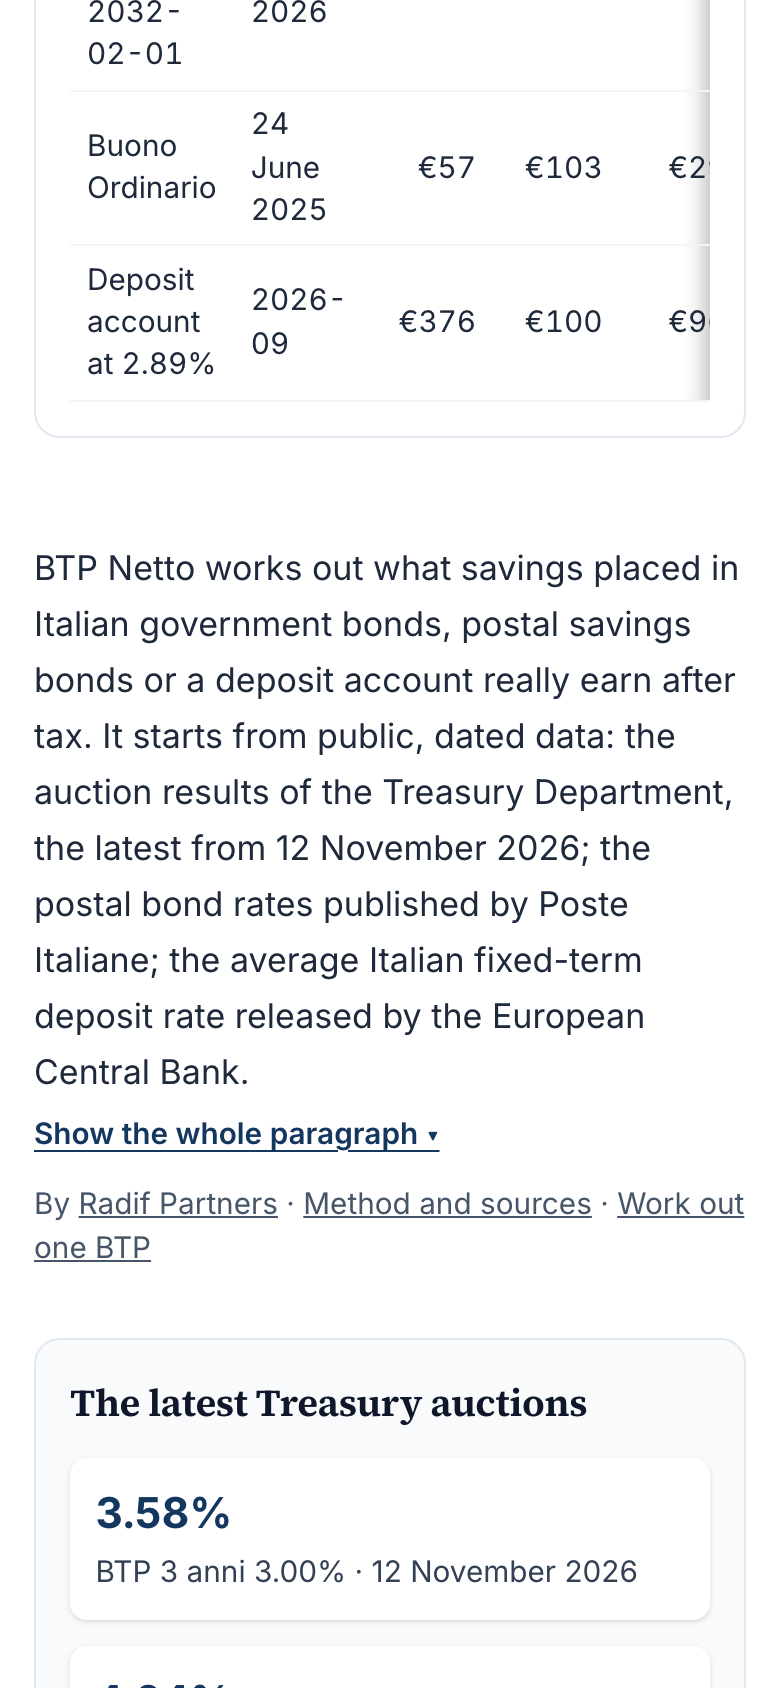 2032-
02-01
2026
Buono
Ordinario
24
June
2025
€57
€103
Deposit
account
at 2.89%
2026-
09
€376
€100
BTP Netto works out what savings placed in
Italian government bonds, postal savings
bonds or a deposit account really earn after
tax. It starts from public, dated data: the
auction results of the Treasury Department,
the latest from 12 November 2026; the
postal bond rates published by Poste
Italiane; the average Italian fixed-term
deposit rate released by the European
Central Bank.
Show the whole paragraph ▾
By Radif Partners · Method and sources · Work out
one BTP
The latest Treasury auctions
3.58%
BTP 3 anni 3.00% · 12 November 2026